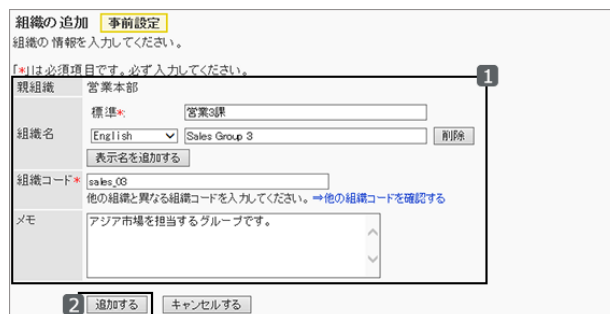 組織の追加 事前設定
組織の情報を入力してください。
「*」は必須項目です。必ず入力してください。
1
親組織 営業本部
標準*: 営業3課
組織名 English Sales Group 3 削除
表示名を追加する
組織コード* sales_03
他の組織と異なる組織コードを入力してください。⇒他の組織コードを確認する
メモ アジア市場を担当するグループです。
2 追加する キャンセルする